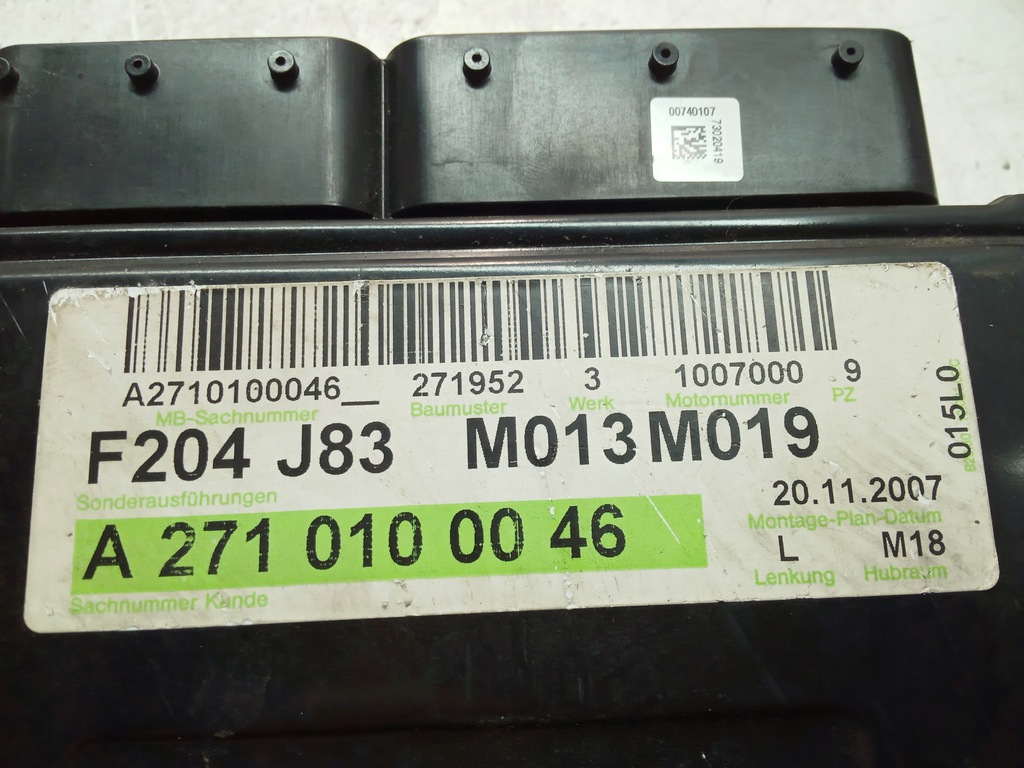 00740107
73020419
A2710100046__ 271952 3 1007000 9
MB-Sachnummer Baumuster Werk Motornummer PZ
F204 J83 M013 M019
015LO
Sonderausführungen
20.11.2007
Montage-Plan-Datum
A 271 010 00 46
L M18
Lenkung Hubraum
Sachnummer Kunde